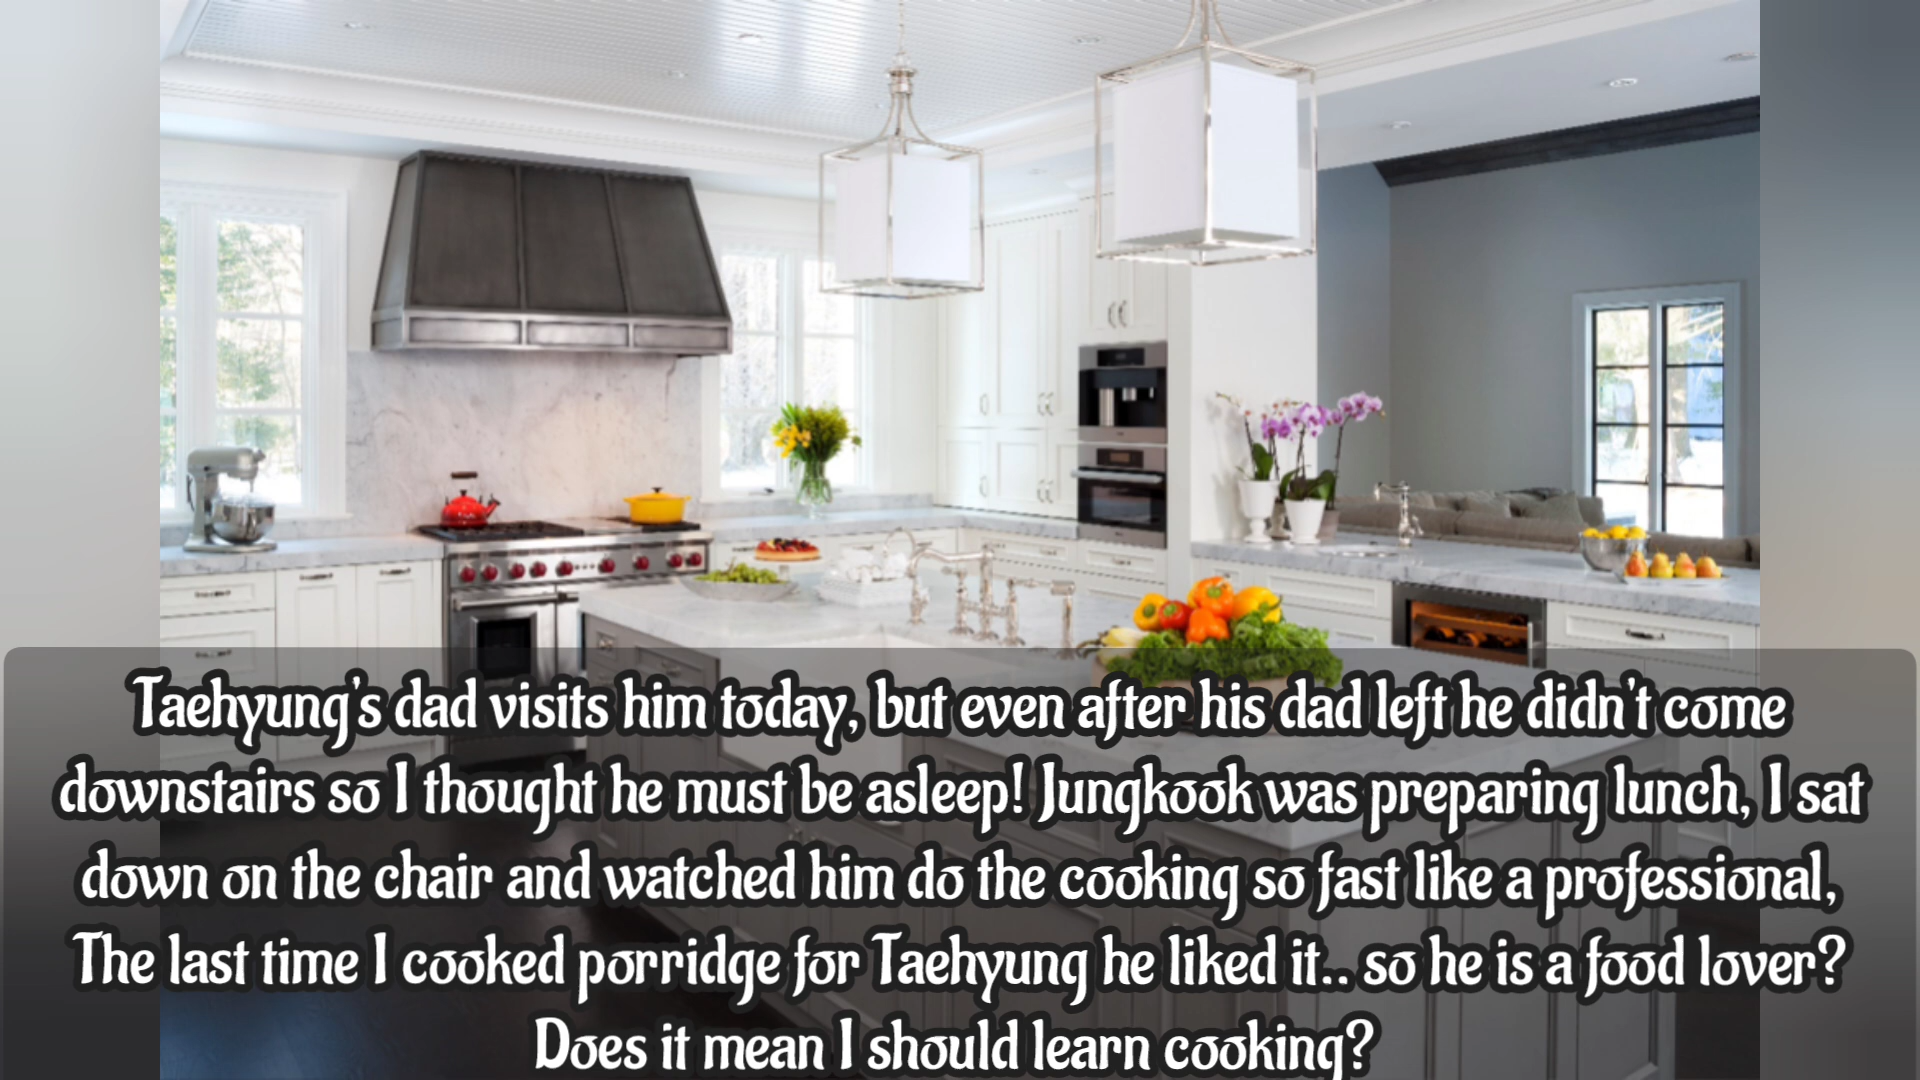 Taehyung's dad visits him today, but even after his dad left he didn't come
downstairs so I thought he must be asleep! Jungkook was preparing lunch, I sat
down on the chair and watched him do the cooking so fast like a professional,
The last time I cooked porridge for Taehyung he liked it.. so he is a food lover?
Does it mean I should learn cooking?